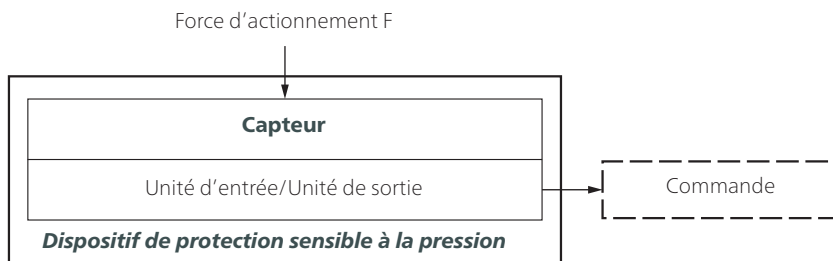 Force d'actionnement F
Capteur
Unité d'entrée/Unité de sortie
Commande
Dispositif de protection sensible à la pression